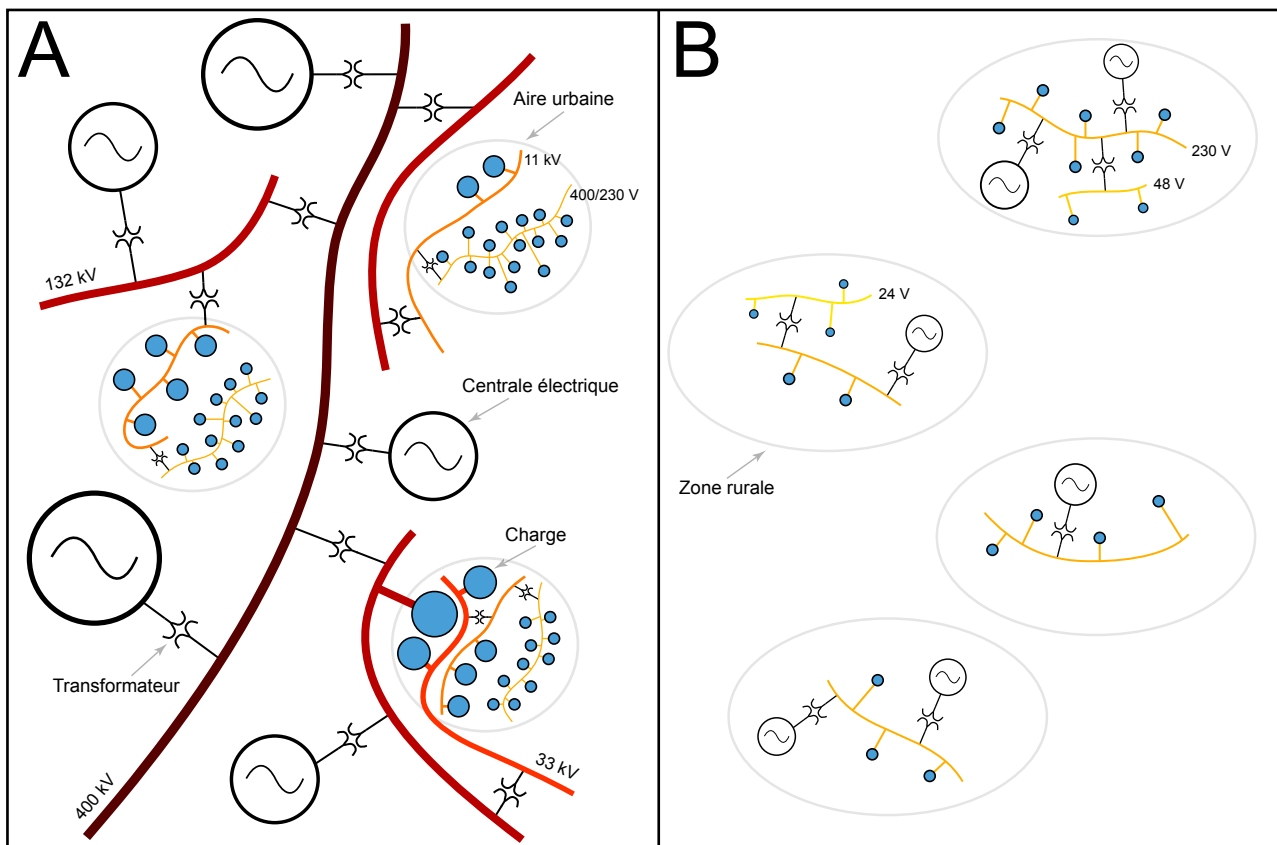 A
Aire urbaine
11 kV
400/230 V
132 kV
Centrale électrique
Charge
Transformateur
33 kV
400 kV
B
230 V
48 V
24 V
Zone rurale